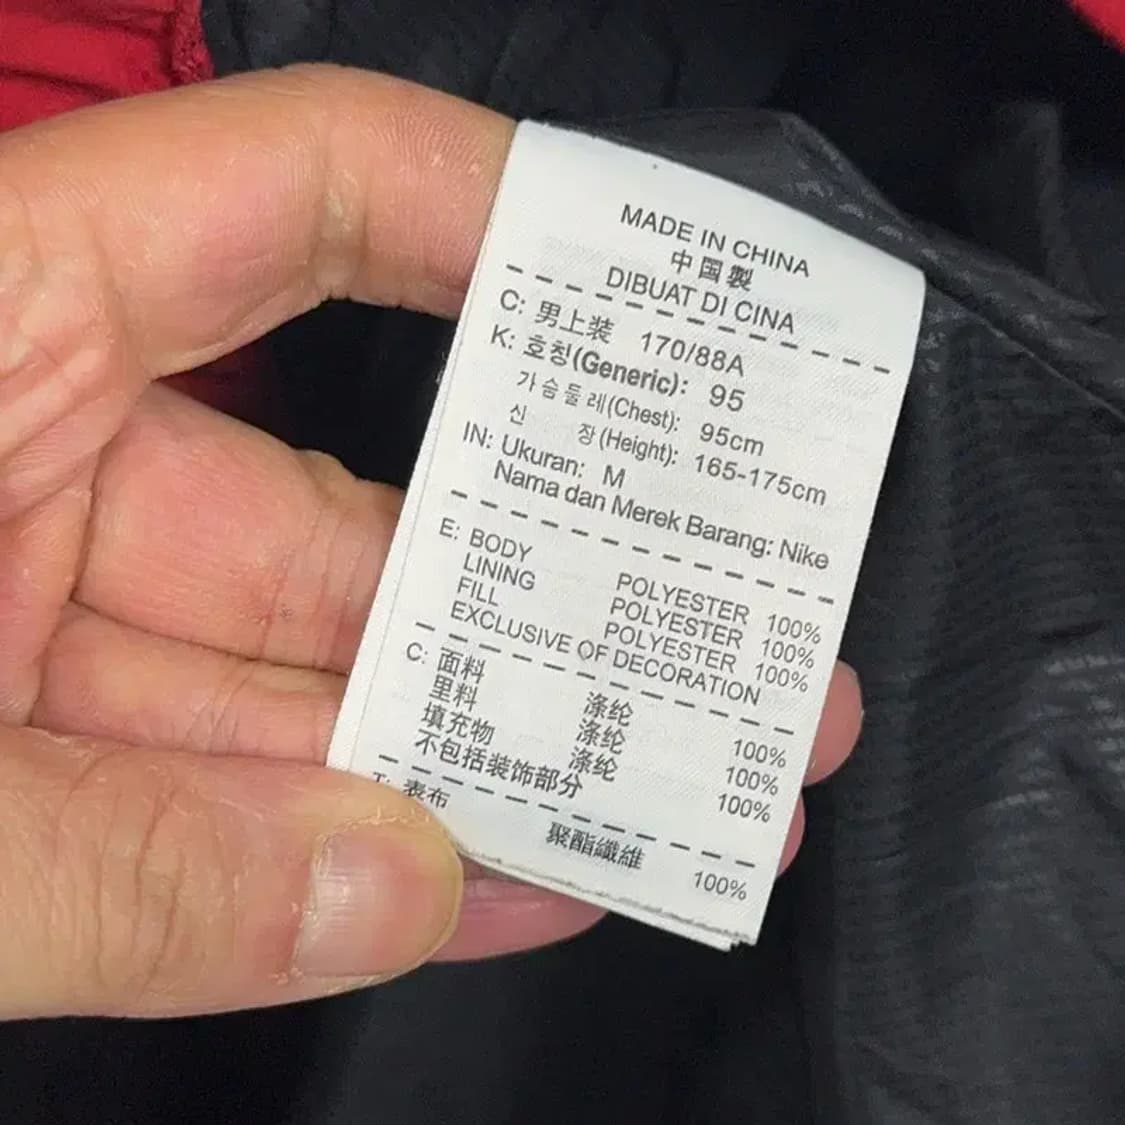 MADE IN CHINA
中国製
DIBUAT DI CINA
C: 男上装 170/88A
K: 호칭(Generic): 95
가슴둘레(Chest): 95cm
신 장(Height): 165-175cm
IN: Ukuran: M
Nama dan Merek Barang: Nike
E: BODY POLYESTER 100%
LINING POLYESTER 100%
FILL POLYESTER 100%
EXCLUSIVE OF DECORATION
C: 面料 涤纶 100%
里料 涤纶 100%
填充物 涤纶 100%
不包括装饰部分
T: 表布 聚酯纖維 100%